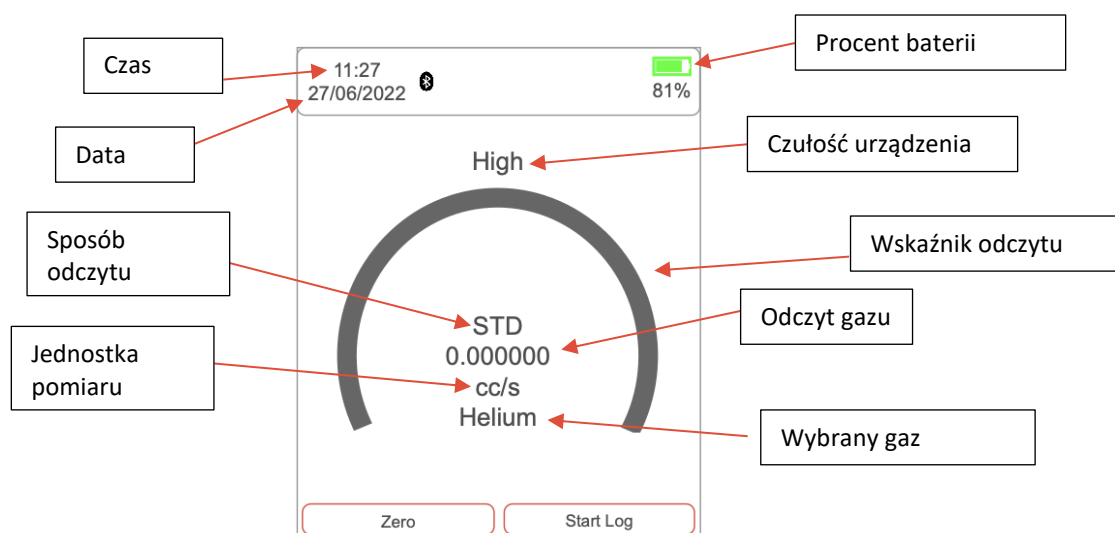 Czas
Data
Sposób
odczytu
Jednostka
pomiaru
11:27
27/06/2022
81%
High
STD
0.000000
cc/s
Helium
Zero
Start Log
Procent baterii
Czułość urządzenia
Wskaźnik odczytu
Odczyt gazu
Wybrany gaz